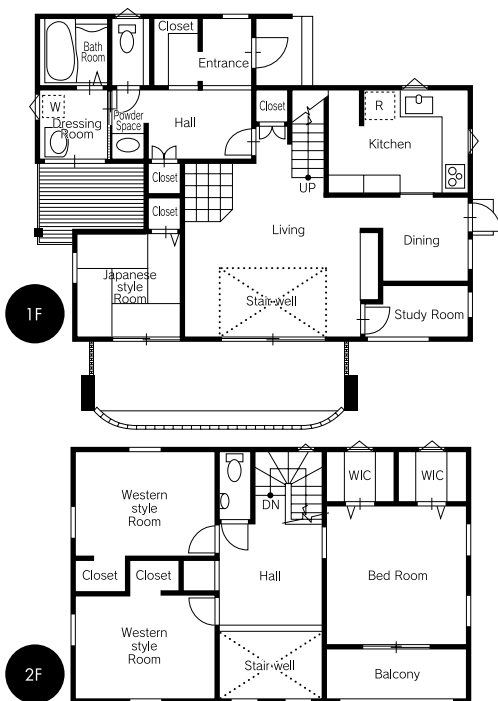 Closet
Bath
Room
Entrance
W
Dressing
Room
Powder
Space
Hall
Closet
R
Kitchen
Closet
UP
Closet
Living
Dining
Japanese
style
Room
Stair-well
1F
Study Room
WIC
WIC
Western
style
Room
DN
Closet
Closet
Hall
Bed Room
Western
style
Room
Stair-well
2F
Balcony